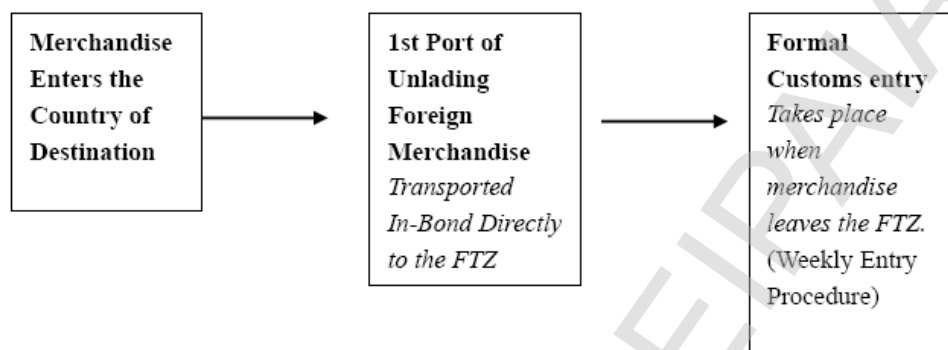 Merchandise
Enters the
Country of
Destination
1st Port of
Unlading
Foreign
Merchandise
Transported
In-Bond Directly
to the FTZ
Formal
Customs entry
Takes place
when
merchandise
leaves the FTZ.
(Weekly Entry
Procedure)